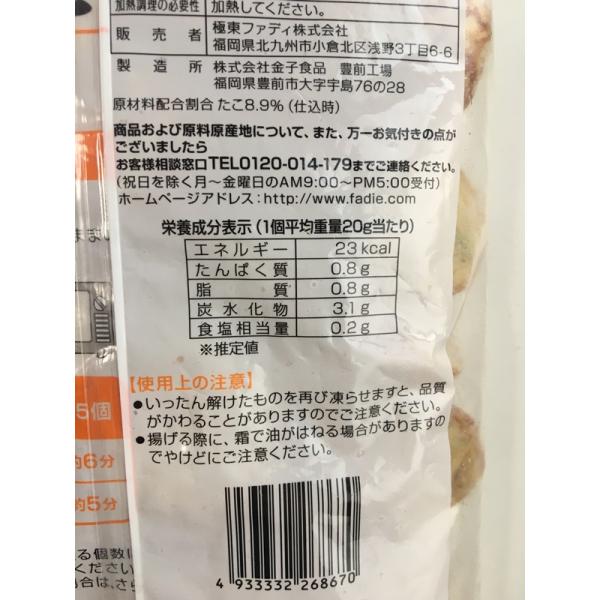 加熱調理の必要性 加熱してください。
販売者 極東ファディ株式会社
福岡県北九州市小倉北区浅野3丁目6-6
製造所 株式会社金子食品 豊前工場
福岡県豊前市大字宇島76の28
原材料配合割合 たこ8.9%(仕込時)
商品および原料原産地について、また、万一お気付きの点が
ございましたら
お客様相談窓口TEL0120-014-179までご連絡ください。
(祝日を除く月〜金曜日のAM9:00〜PM5:00受付)
ホームページアドレス:http://www.fadie.com
栄養成分表示(1個平均重量20g当たり)
エネルギー 23kcal
たんぱく質 0.8g
脂質 0.8g
炭水化物 3.1g
食塩相当量 0.2g
※推定値
【使用上の注意】
●いったん解けたものを再び凍らせますと、品質
がかわることがありますのでご注意ください。
●揚げる際に、霜で油がはねる場合がありますの
でやけどにご注意ください。
5個
約6分
約5分
る個数に
ください
合は、さら
4 933332 268670